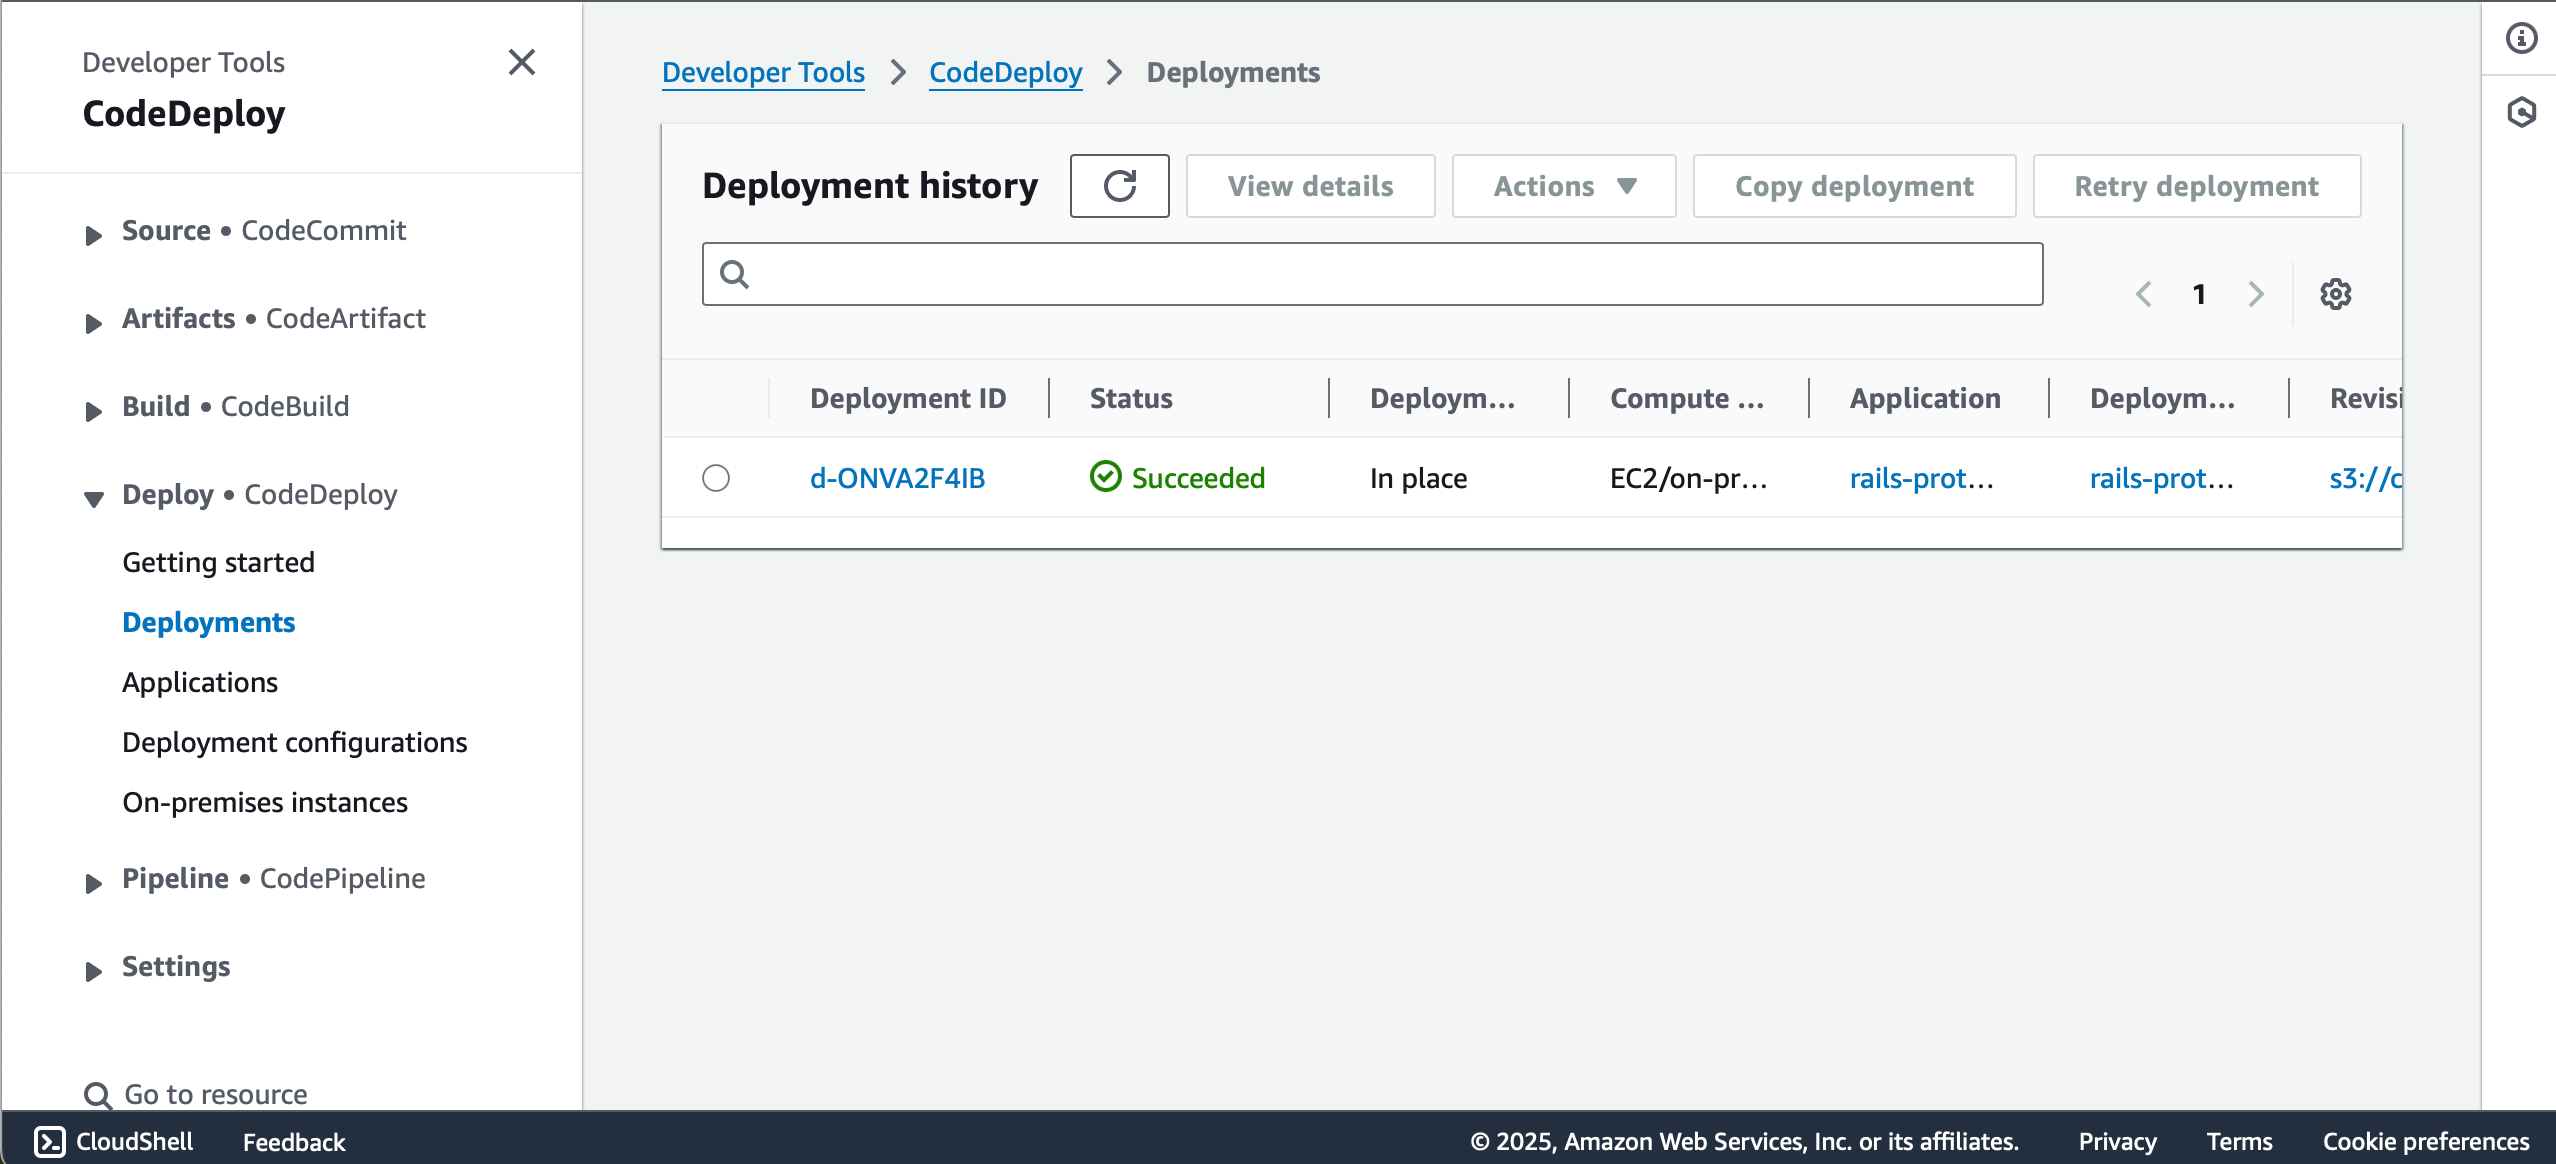 Developer Tools
CodeDeploy
Source • CodeCommit
Artifacts • CodeArtifact
Build • CodeBuild
Deploy • CodeDeploy
Getting started
Deployments
Applications
Deployment configurations
On-premises instances
Pipeline • CodePipeline
Settings
Go to resource
Developer Tools > CodeDeploy > Deployments
Deployment history
View details
Actions
Copy deployment
Retry deployment
1
Deployment ID Status Deploym... Compute ... Application Deploym... Revisi
d-ONVA2F4IB Succeeded In place EC2/on-pr... rails-prot... rails-prot... s3://c
CloudShell Feedback © 2025, Amazon Web Services, Inc. or its affiliates. Privacy Terms Cookie preferences